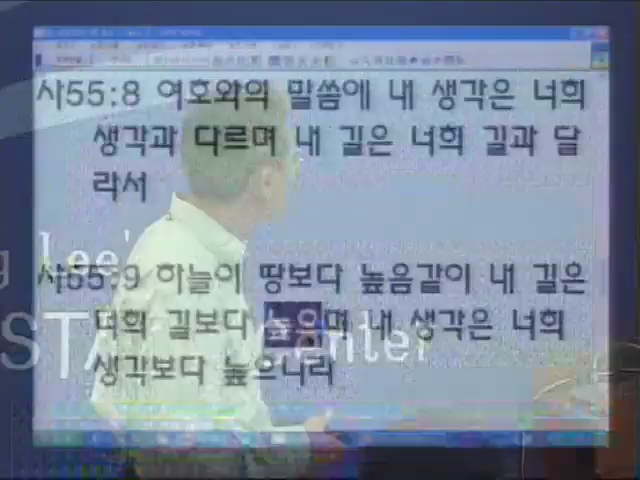 사55:8 여호와의 말씀에 내 생각은 너희
생각과 다르며 내 길은 너희 길과 달
라서
Lee's
사55:9 하늘이 땅보다 높음같이 내 길은
너희 길보다 높으며 내 생각은 너희
Center
생각보다 높으니라